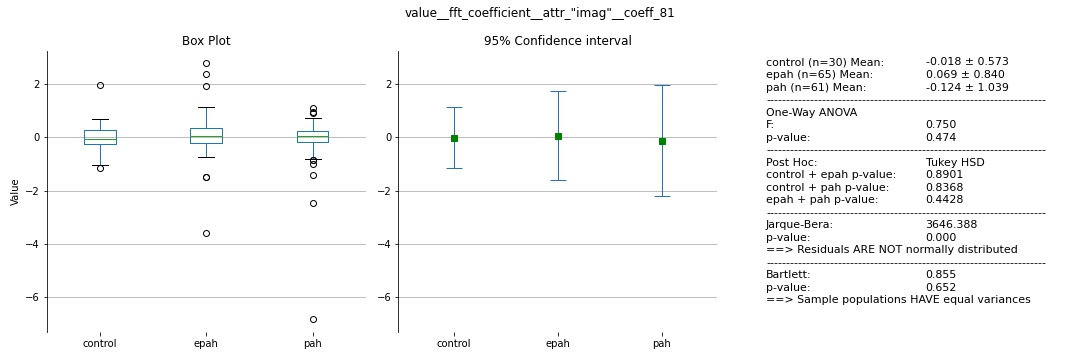 value__fft_coefficient__attr_"imag"__coeff_81
Box Plot
Value
2
0
−2
−4
−6
control
epah
pah
95% Confidence interval
2
0
−2
−4
−6
control
epah
pah
control (n=30) Mean: -0.018 ± 0.573
epah (n=65) Mean: 0.069 ± 0.840
pah (n=61) Mean: -0.124 ± 1.039
One-Way ANOVA
F: 0.750
p-value: 0.474
Post Hoc: Tukey HSD
control + epah p-value: 0.8901
control + pah p-value: 0.8368
epah + pah p-value: 0.4428
Jarque-Bera: 3646.388
p-value: 0.000
==> Residuals ARE NOT normally distributed
Bartlett: 0.855
p-value: 0.652
==> Sample populations HAVE equal variances